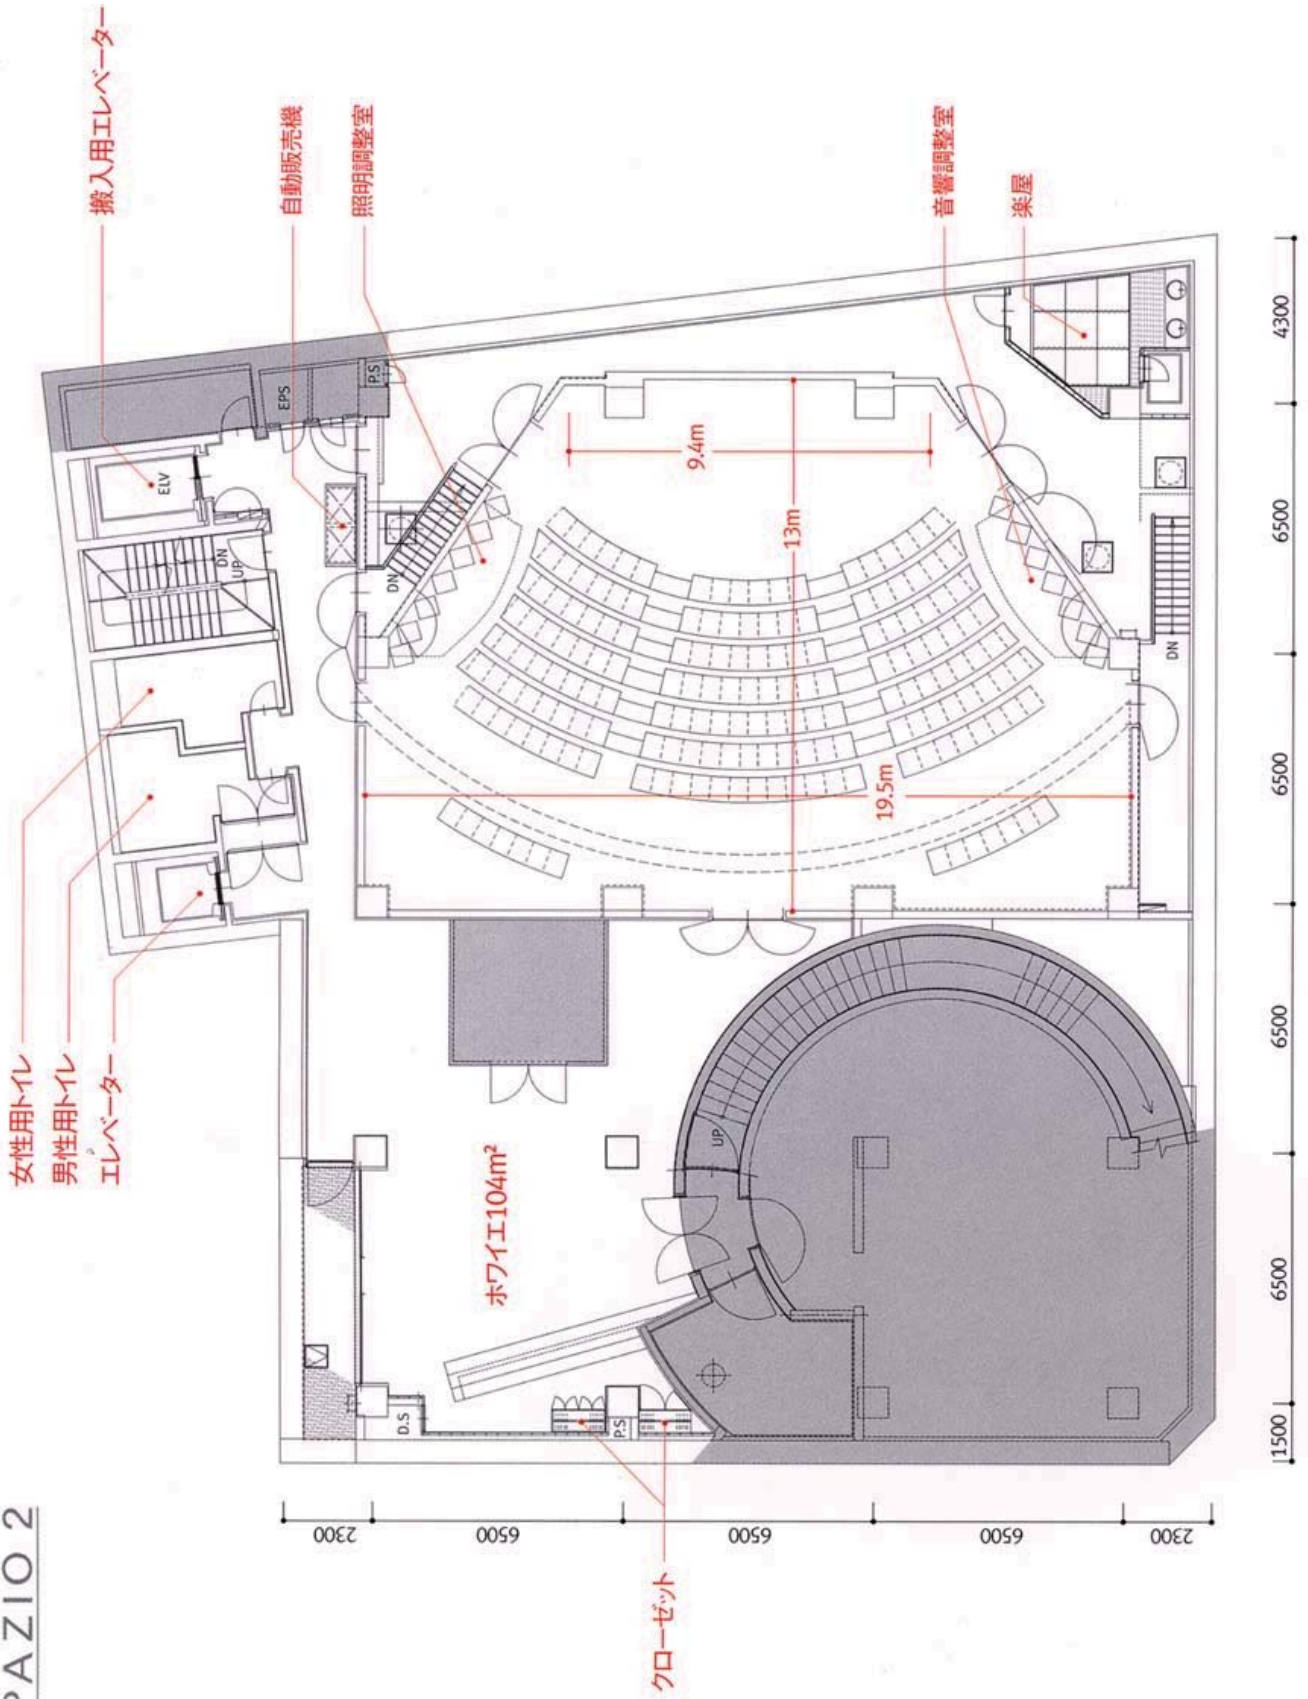 PAZIO 2
女性用トイレ
男性用トイレ
エレベーター
搬入用エレベーター
自動販売機
照明調整室
音響調整室
楽屋
ELV
EPS
P.S
DN
UP
DN
9.4m
13m
19.5m
DN
ホワイエ104m²
UP
D.S
P.S
クローゼット
2300
6500
6500
6500
2300
1500
6500
6500
6500
6500
4300